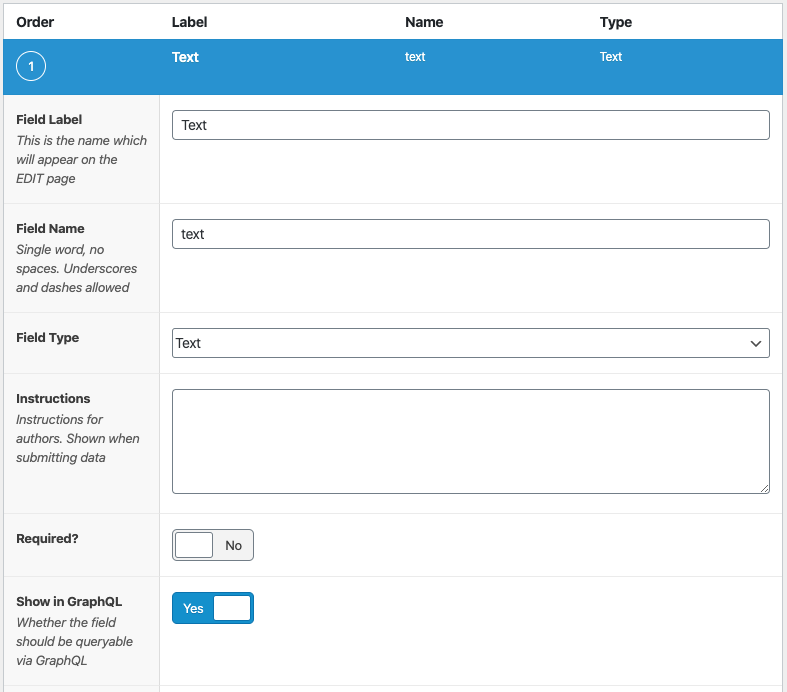 Order Label Name Type
1 Text text Text
Field Label
This is the name which
will appear on the
EDIT page
Text
Field Name
Single word, no
spaces. Underscores
and dashes allowed
text
Field Type
Text
Instructions
Instructions for
authors. Shown when
submitting data
Required?
No
Show in GraphQL
Whether the field
should be queryable
via GraphQL
Yes